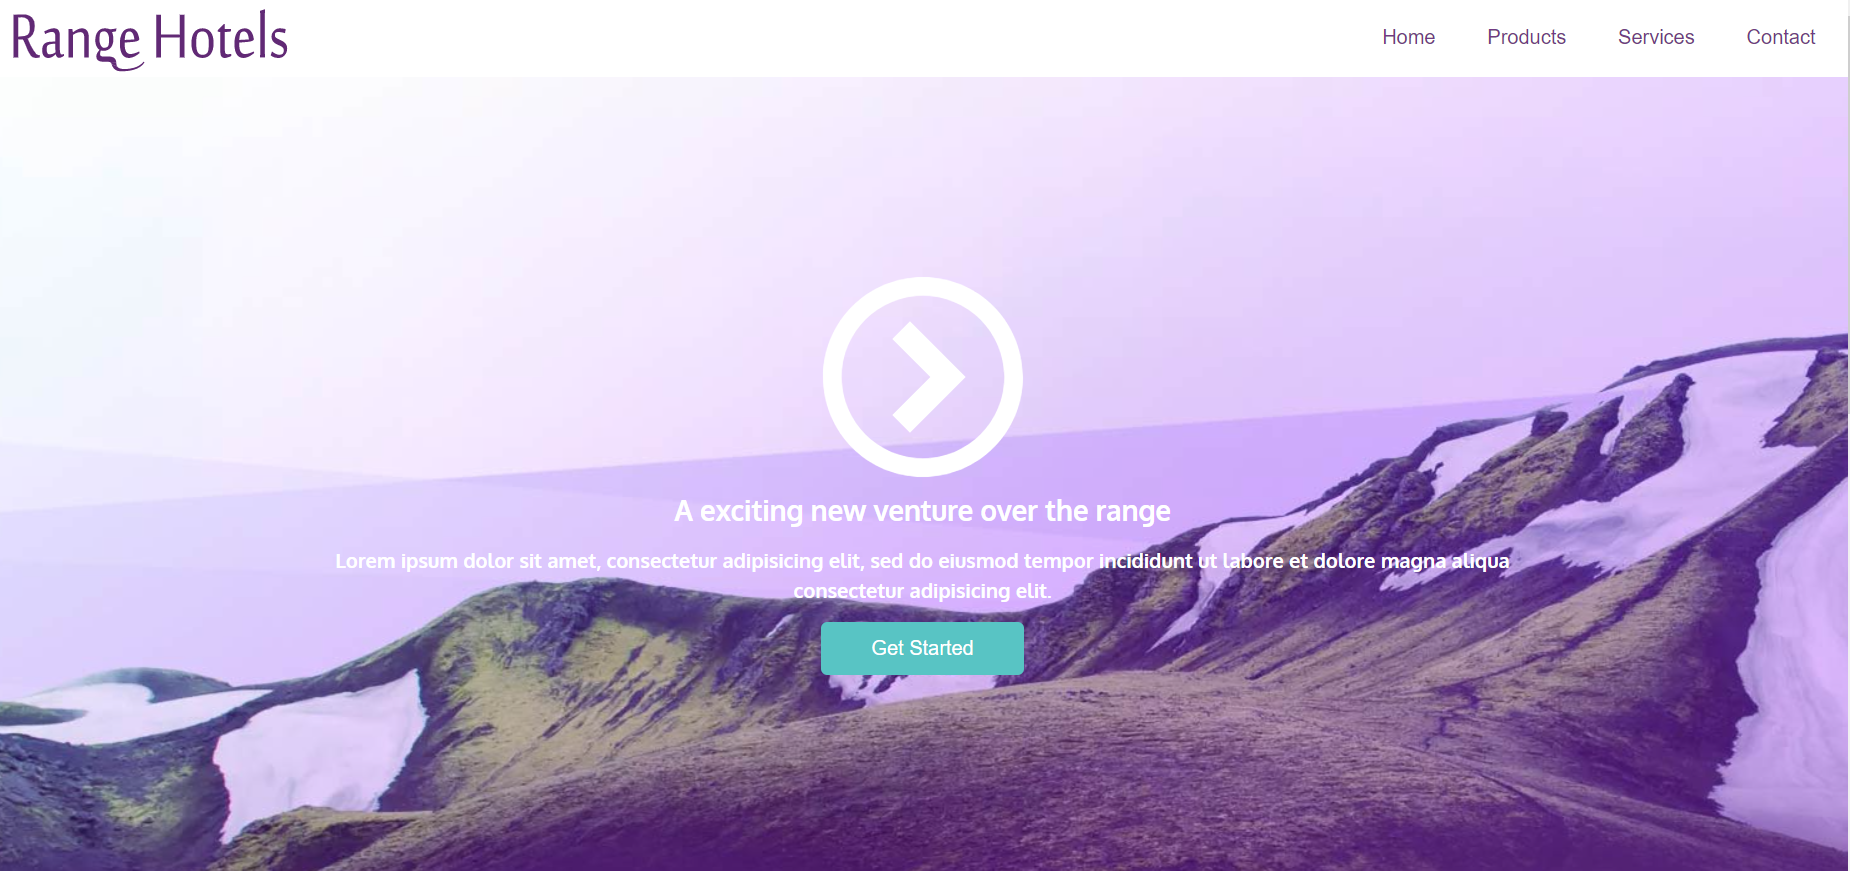 Range Hotels
Home Products Services Contact
A exciting new venture over the range
Lorem ipsum dolor sit amet, consectetur adipisicing elit, sed do eiusmod tempor incididunt ut labore et dolore magna aliqua
consectetur adipisicing elit.
Get Started